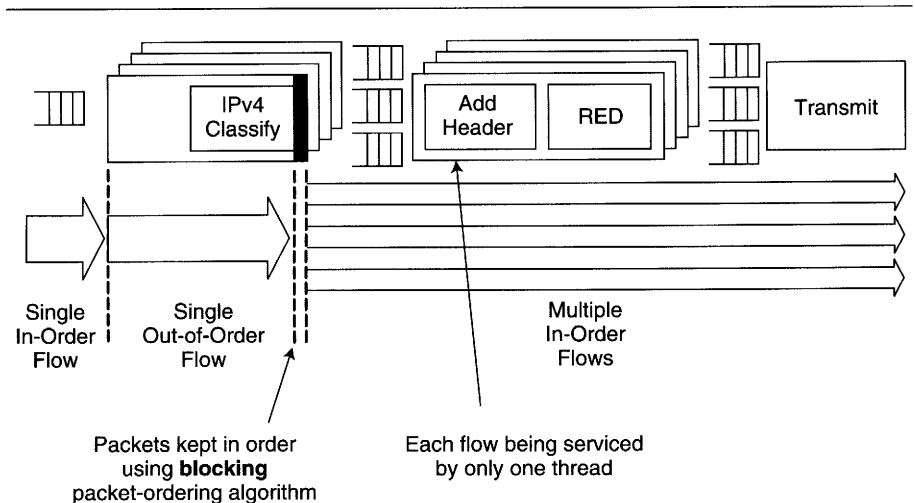 IPv4
Classify
Add
Header
RED
Transmit
Single
In-Order
Flow
Single
Out-of-Order
Flow
Multiple
In-Order
Flows
Packets kept in order
using blocking
packet-ordering algorithm
Each flow being serviced
by only one thread